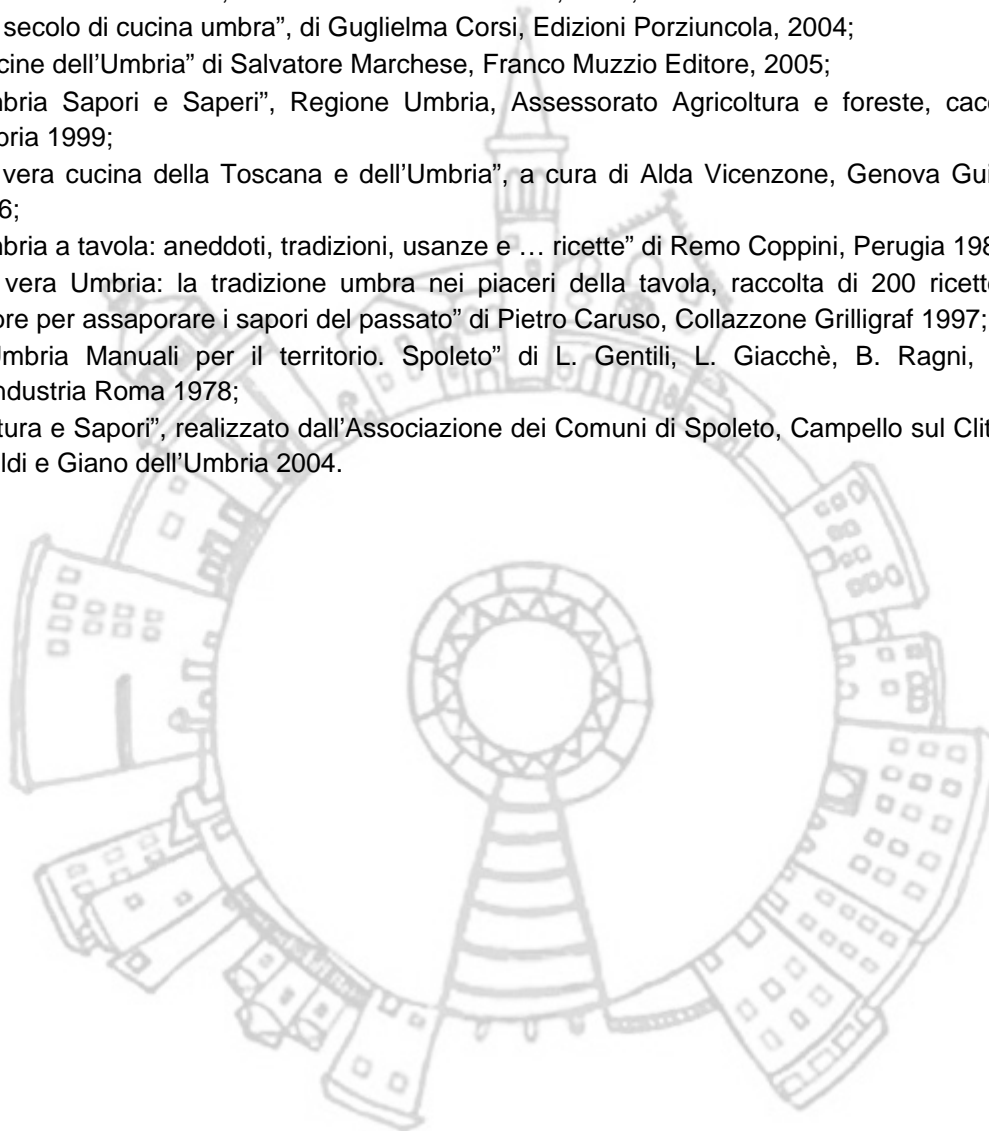 secolo di cucina umbra”, di Guglielma Corsi, Edizioni Porziuncola, 2004;
cine dell’Umbria” di Salvatore Marchese, Franco Muzzio Editore, 2005;
bria Sapori e Saperi”, Regione Umbria, Assessorato Agricoltura e foreste, cac
oria 1999;
vera cucina della Toscana e dell’Umbria”, a cura di Alda Vicenzone, Genova Gui
6;
bria a tavola: aneddoti, tradizioni, usanze e … ricette” di Remo Coppini, Perugia 198
vera Umbria: la tradizione umbra nei piaceri della tavola, raccolta di 200 ricett
ore per assaporare i sapori del passato” di Pietro Caruso, Collazzone Grilligraf 1997;
Umbria Manuali per il territorio. Spoleto” di L. Gentili, L. Giacchè, B. Ragni,
ndustria Roma 1978;
tura e Sapori”, realizzato dall’Associazione dei Comuni di Spoleto, Campello sul Clit
ldi e Giano dell’Umbria 2004.